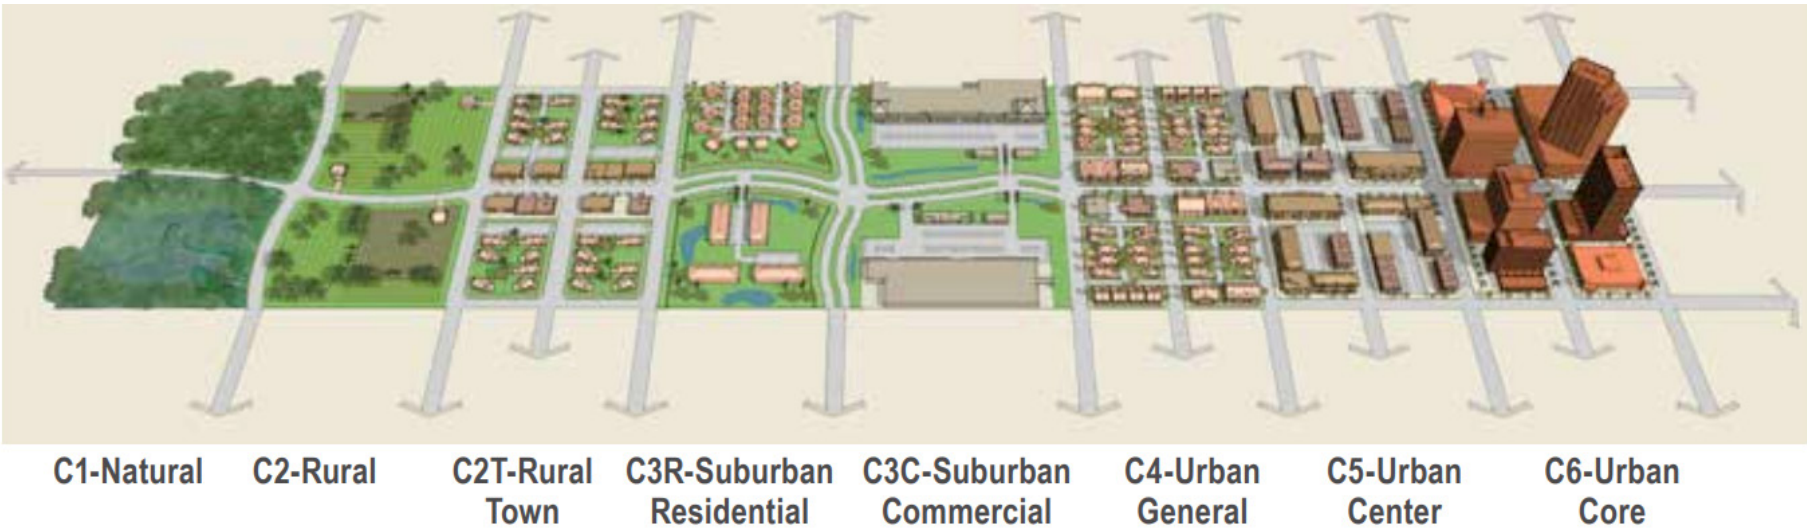 C1-Natural C2-Rural C2T-Rural C3R-Suburban C3C-Suburban C4-Urban C5-Urban C6-Urban
Town Residential Commercial General Center Core